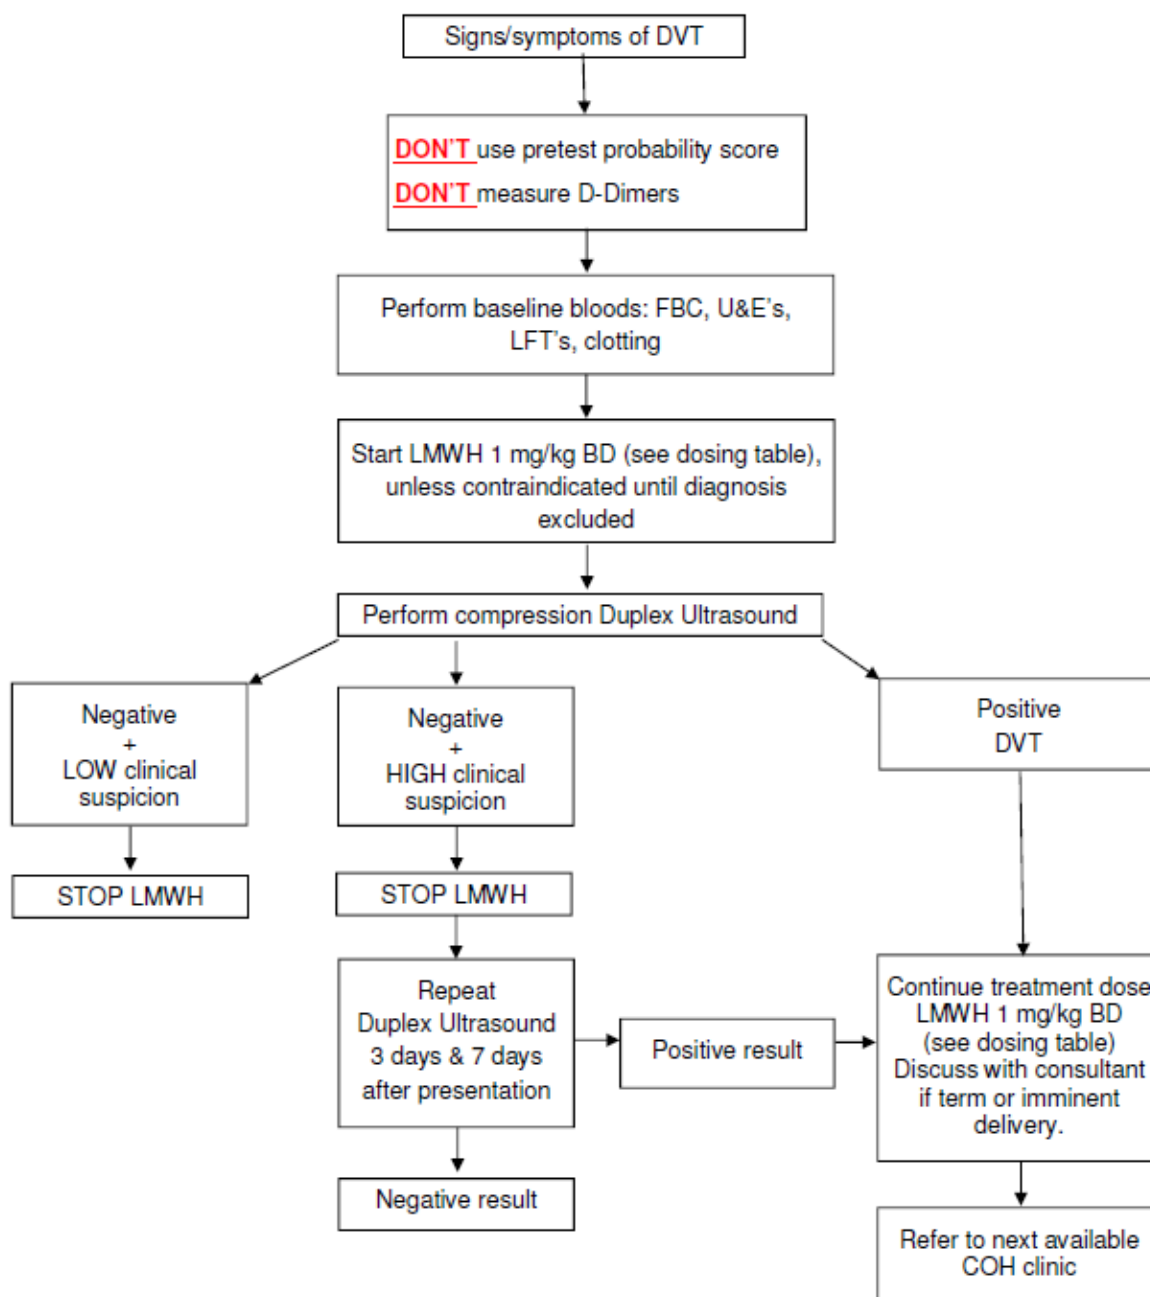 Signs/symptoms of DVT
DON'T use pretest probability score
DON'T measure D-Dimers
Perform baseline bloods: FBC, U&E's,
LFT's, clotting
Start LMWH 1 mg/kg BD (see dosing table),
unless contraindicated until diagnosis
excluded
Perform compression Duplex Ultrasound
Negative
+
LOW clinical
suspicion
Negative
+
HIGH clinical
suspicion
Positive
DVT
STOP LMWH
STOP LMWH
Repeat
Duplex Ultrasound
3 days & 7 days
after presentation
Positive result
Continue treatment dose
LMWH 1 mg/kg BD
(see dosing table)
Discuss with consultant
if term or imminent
delivery.
Negative result
Refer to next available
COH clinic